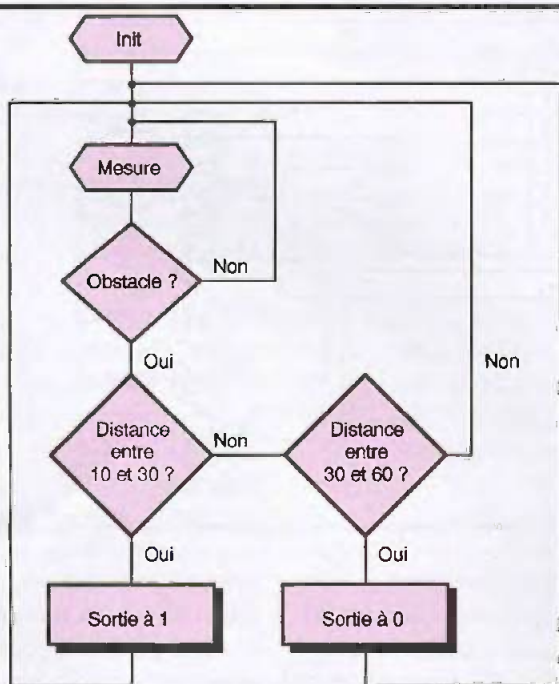 Init
Mesure
Obstacle ?
Non
Oui
Distance
entre
10 et 30 ?
Non
Distance
entre
30 et 60 ?
Non
Oui
Oui
Sortie à 1
Sortie à 0